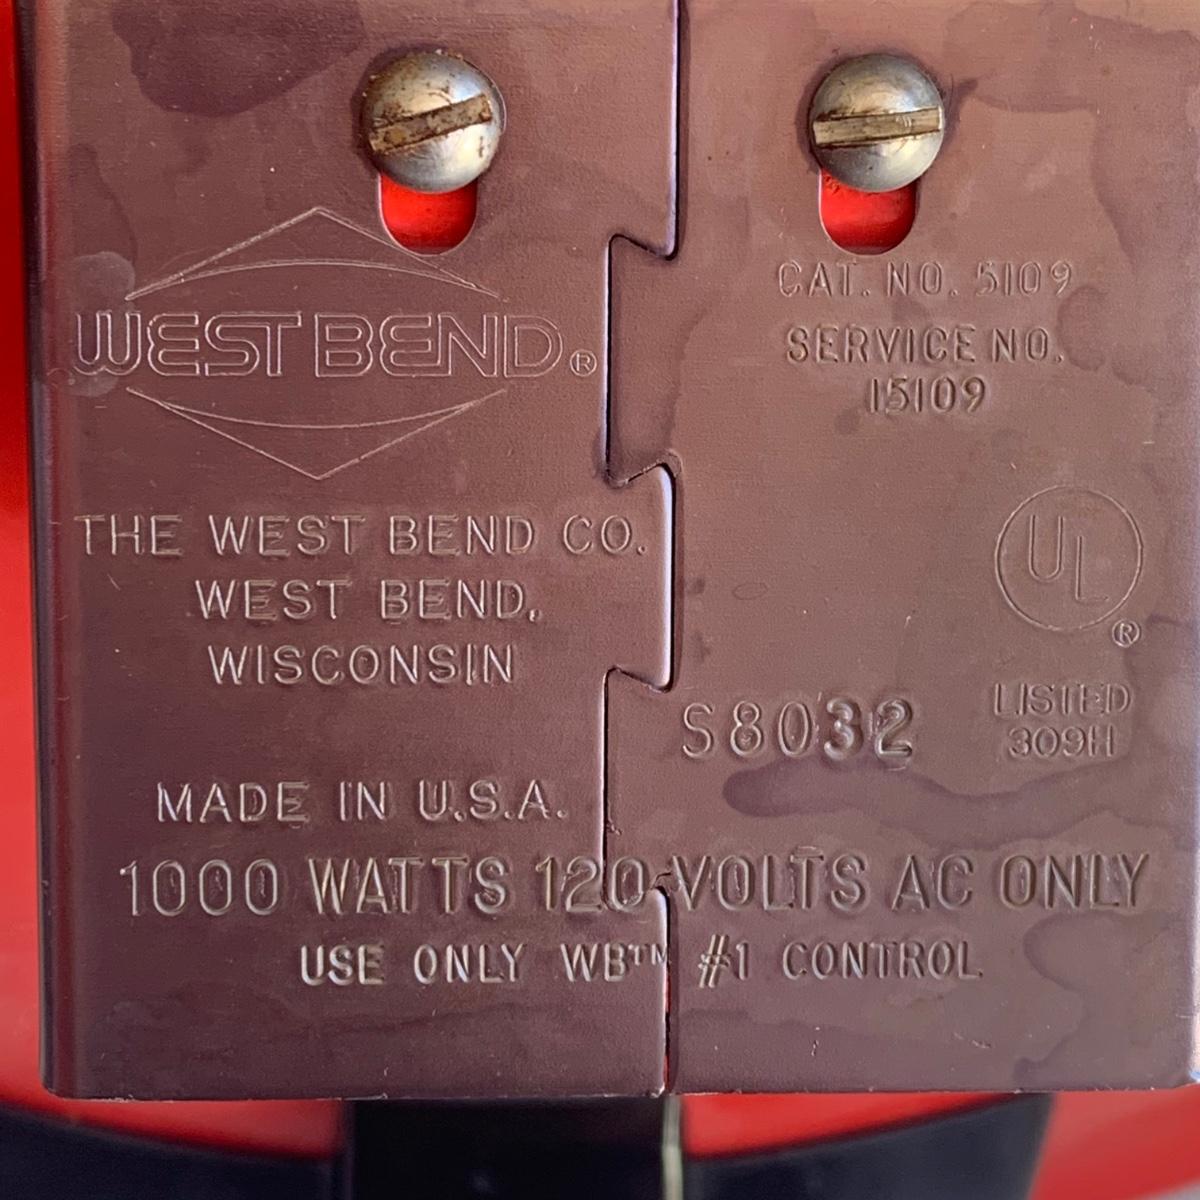 WEST BEND®
THE WEST BEND CO.
WEST BEND,
WISCONSIN
MADE IN U.S.A.
CAT. NO. 5109
SERVICE NO.
15109
UL®
LISTED
309H
S8032
1000 WATTS 120 VOLTS AC ONLY
USE ONLY WB™ #1 CONTROL